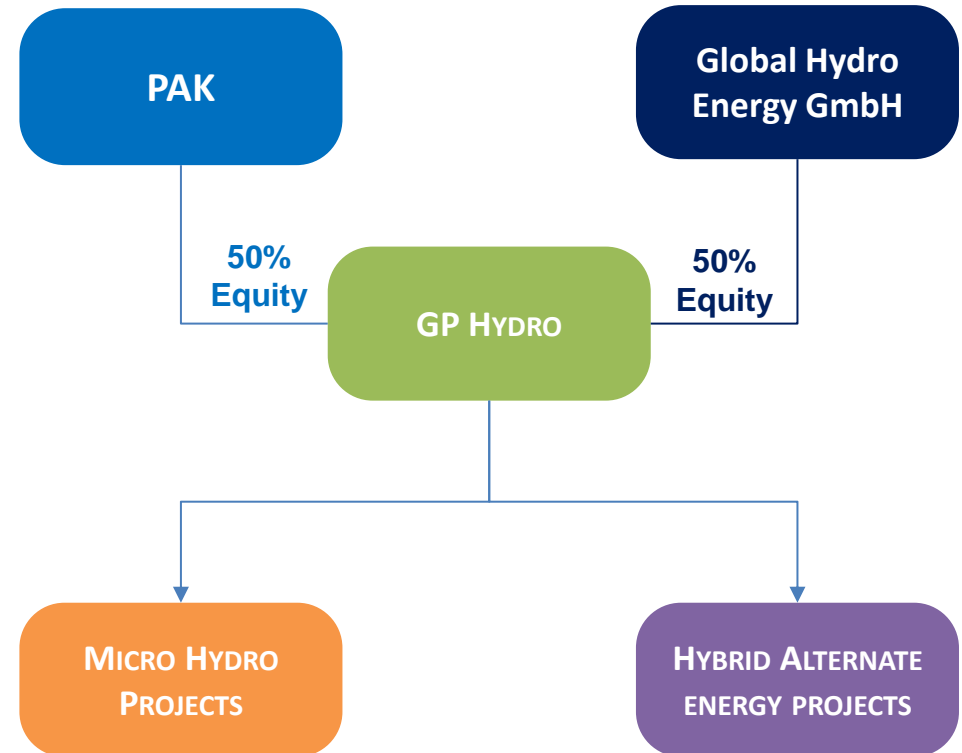 PAK
Global Hydro
Energy GmbH
50%
Equity
50%
Equity
GP HYDRO
MICRO HYDRO
PROJECTS
HYBRID ALTERNATE
ENERGY PROJECTS